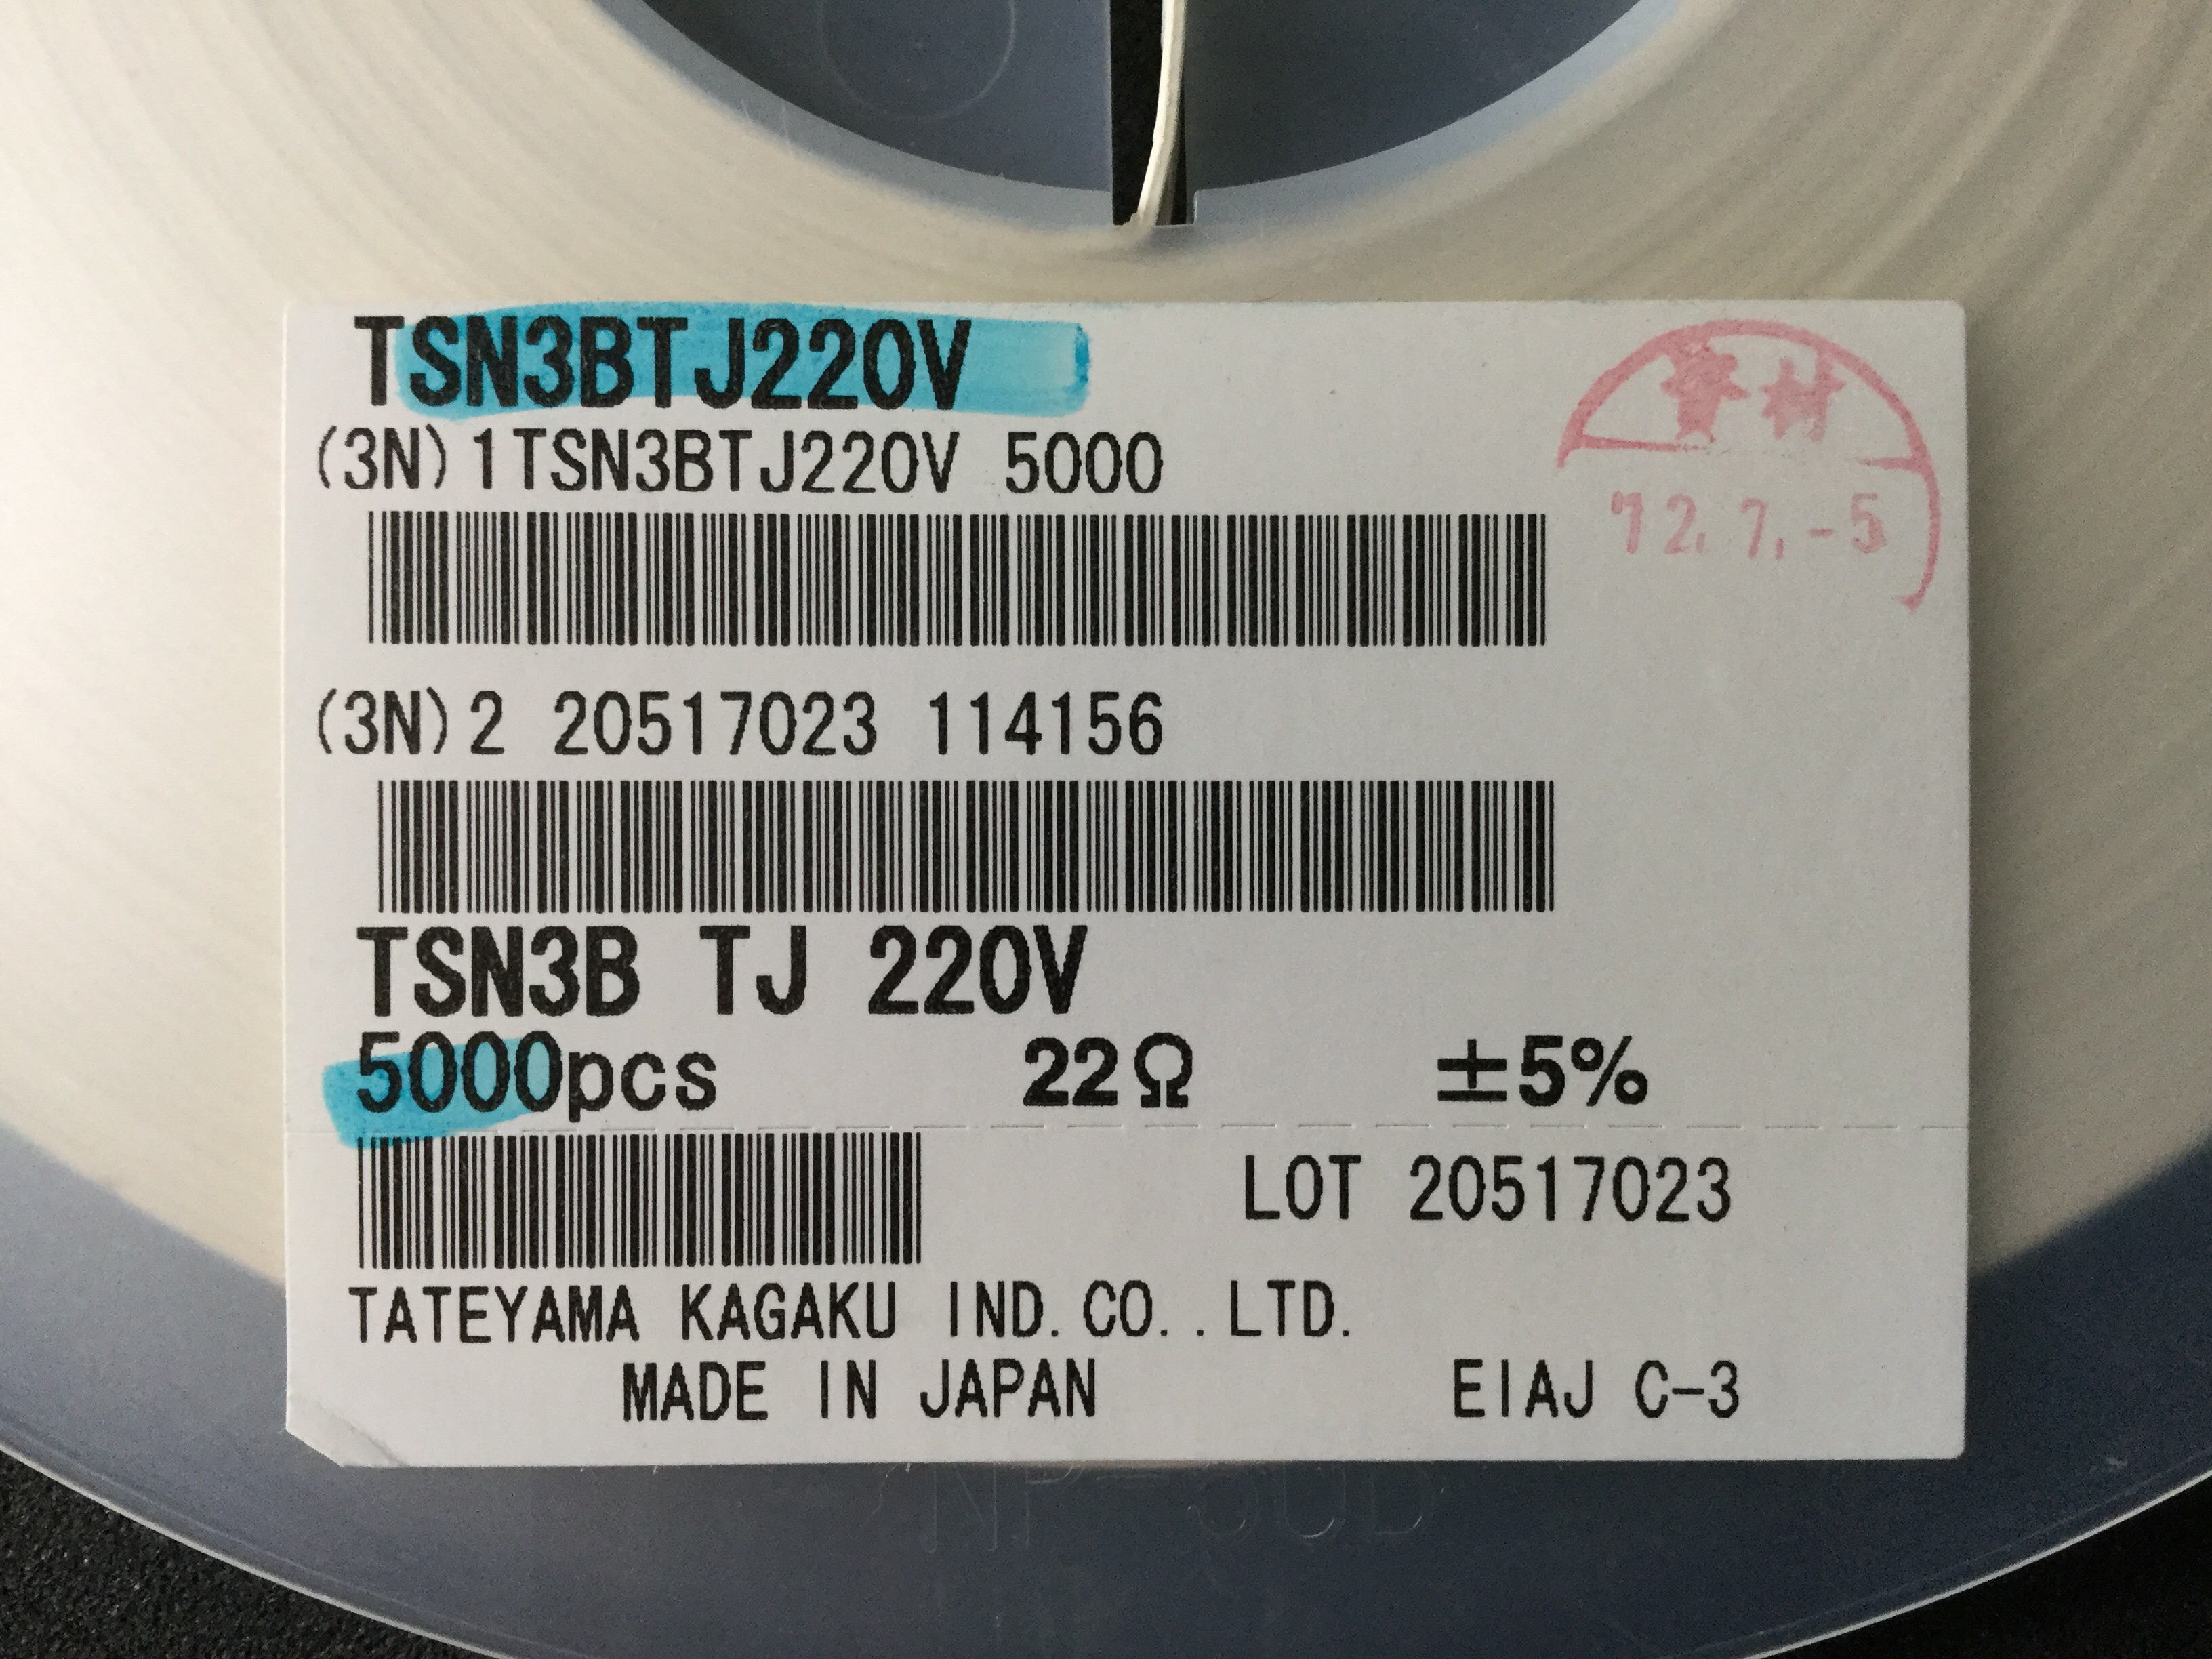 TSN3BTJ220V
(3N)1TSN3BTJ220V 5000
資材
12.7.-5
(3N)2 20517023 114156
TSN3B TJ 220V
5000pcs 22Ω ±5%
LOT 20517023
TATEYAMA KAGAKU IND.CO..LTD.
MADE IN JAPAN EIAJ C-3